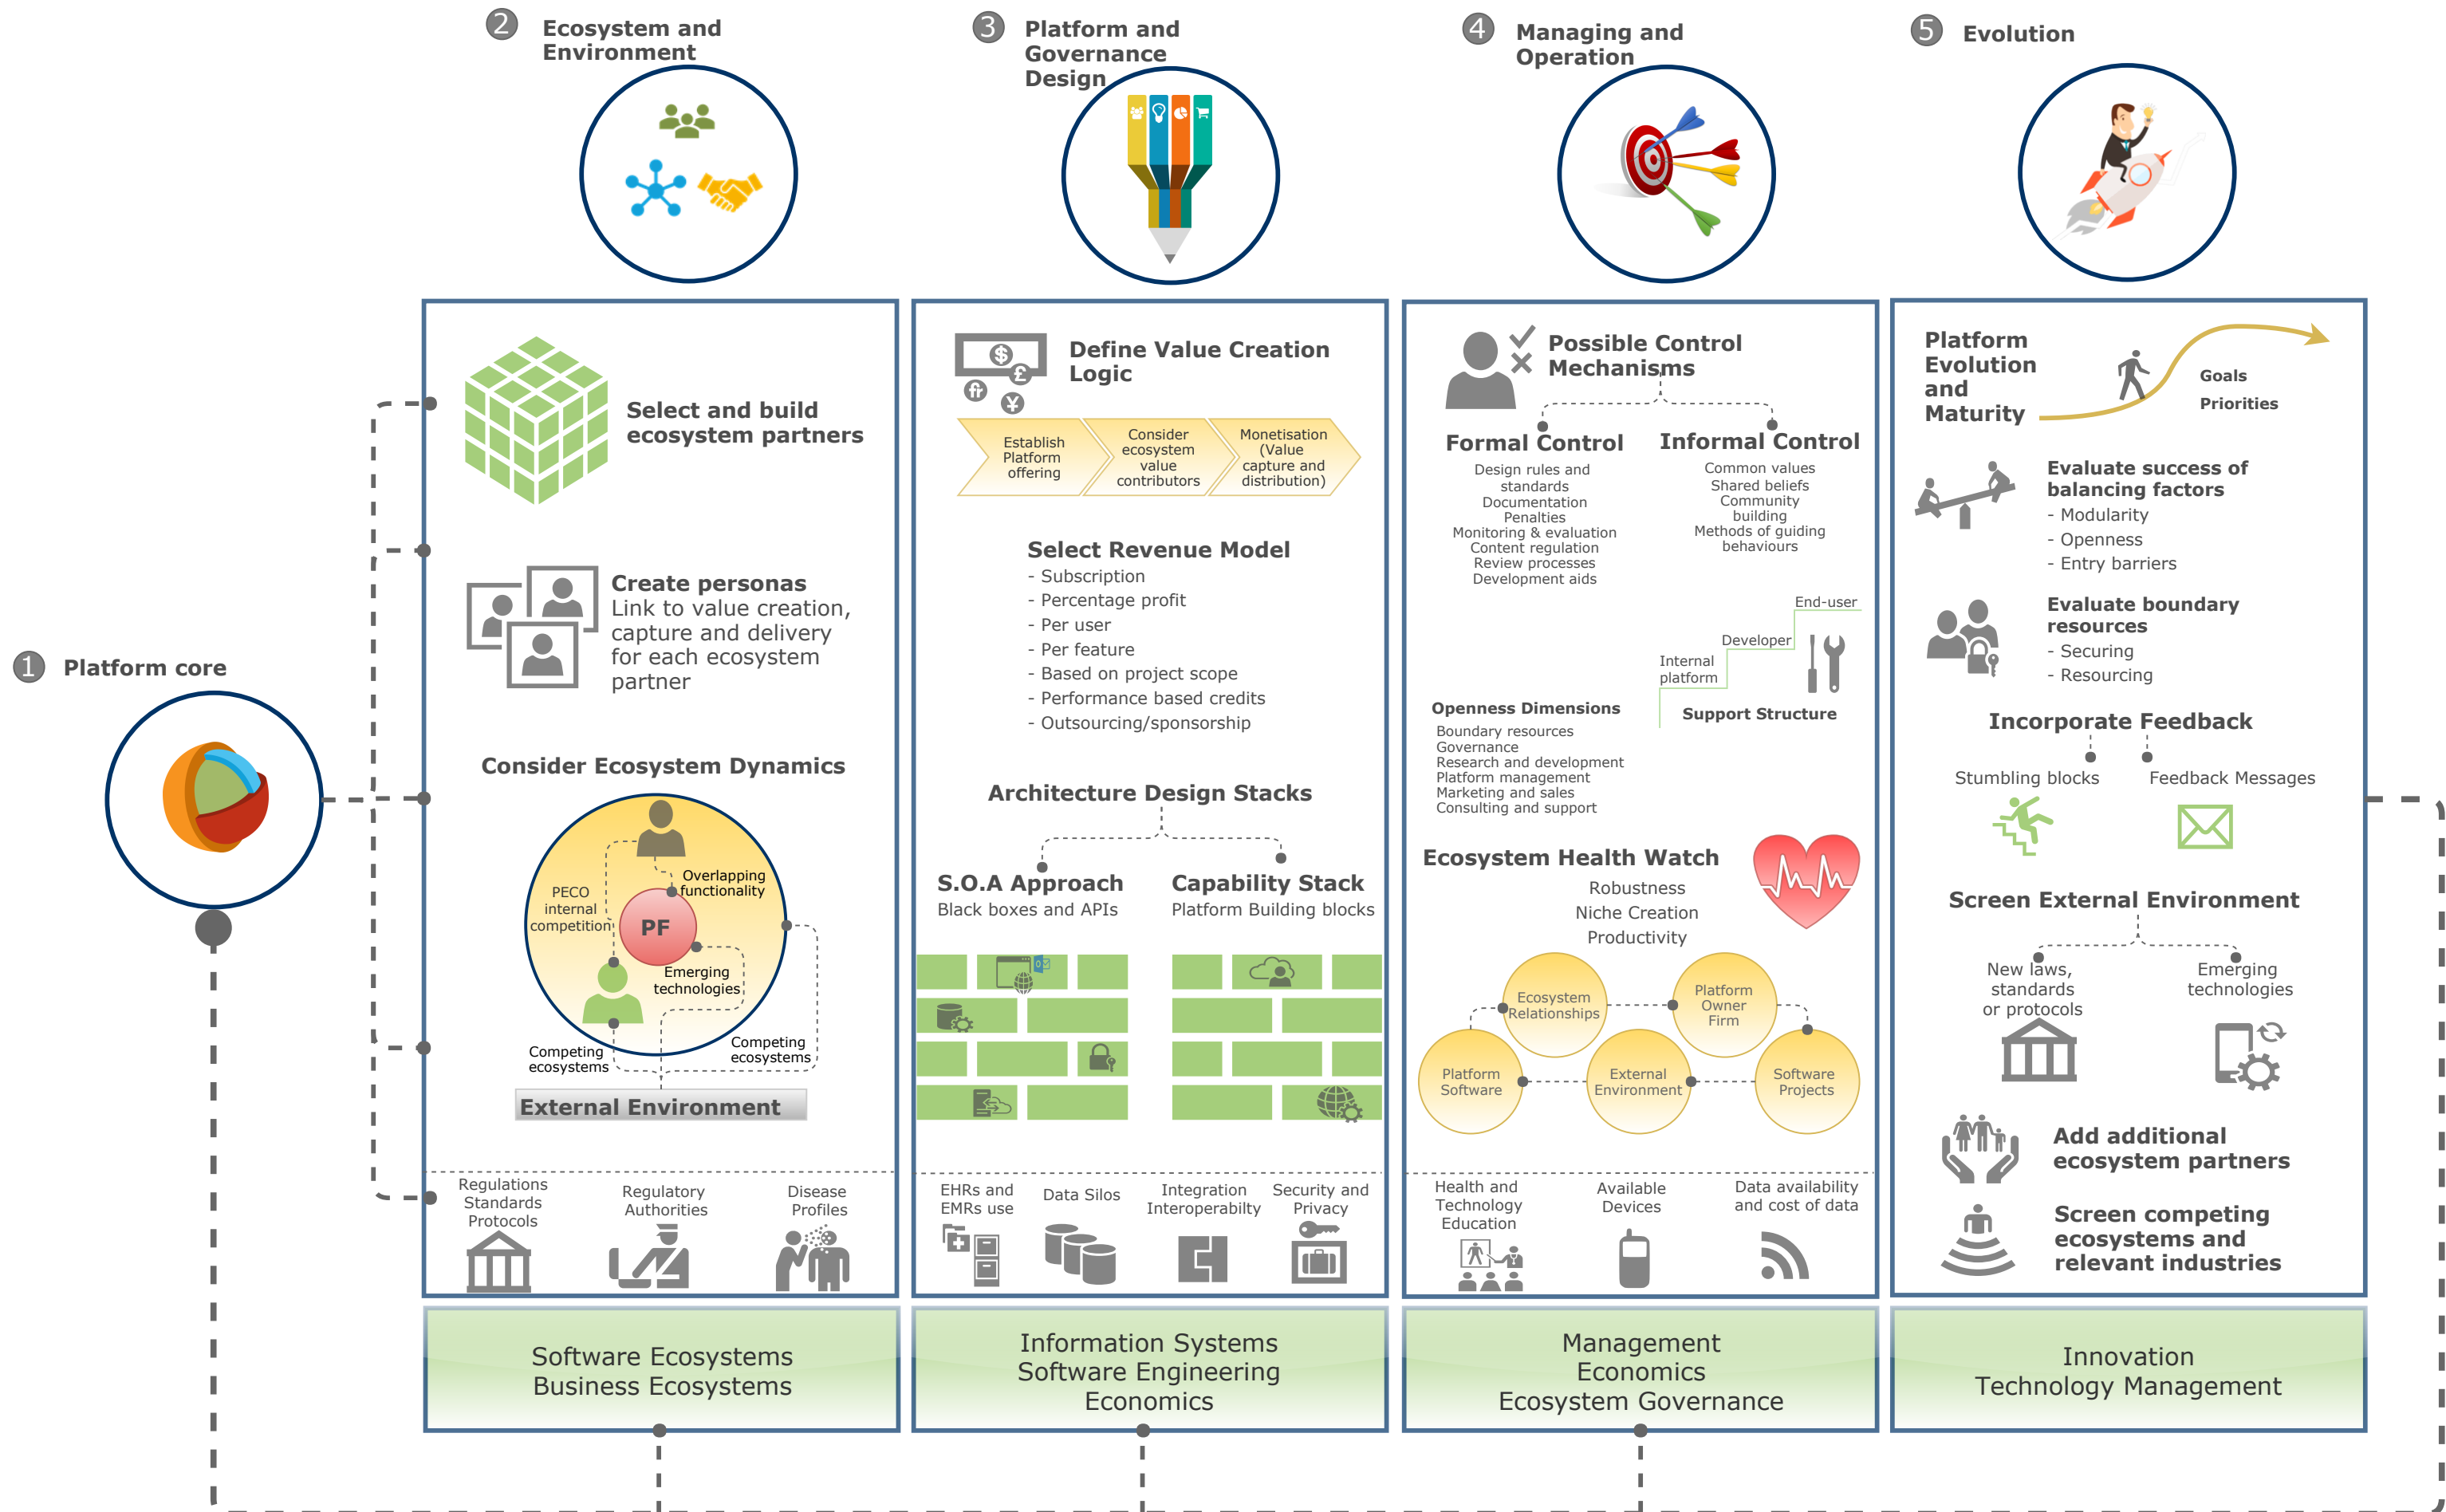 1 Platform core
2 Ecosystem and
Environment
Select and build
ecosystem partners
Create personas
Link to value creation,
capture and delivery
for each ecosystem
partner
Consider Ecosystem Dynamics
Overlapping
functionality
PECO
internal
competition
PF
Emerging
technologies
Competing
ecosystems
Competing
ecosystems
External Environment
Regulations
Standards
Protocols
Regulatory
Authorities
Disease
Profiles
Software Ecosystems
Business Ecosystems
3 Platform and
Governance
Design
$
£
¥
Define Value Creation
Logic
Establish
Platform
offering
Consider
ecosystem
value
contributors
Monetisation
(Value
capture and
distribution)
Select Revenue Model
- Subscription
- Percentage profit
- Per user
- Per feature
- Based on project scope
- Performance based credits
- Outsourcing/sponsorship
Architecture Design Stacks
S.O.A Approach
Black boxes and APIs
Capability Stack
Platform Building blocks
EHRs and
EMRs use
Data Silos
Integration
Interoperabilty
Security and
Privacy
Information Systems
Software Engineering
Economics
4 Managing and
Operation
Possible Control
Mechanisms
Formal Control
Design rules and
standards
Documentation
Penalties
Monitoring & evaluation
Content regulation
Review processes
Development aids
Informal Control
Common values
Shared beliefs
Community
building
Methods of guiding
behaviours
End-user
Developer
Internal
platform
Support Structure
Openness Dimensions
Boundary resources
Governance
Research and development
Platform management
Marketing and sales
Consulting and support
Ecosystem Health Watch
Robustness
Niche Creation
Productivity
Ecosystem
Relationships
Platform
Owner
Firm
Platform
Software
External
Environment
Software
Projects
Health and
Technology
Education
Available
Devices
Data availability
and cost of data
Management
Economics
Ecosystem Governance
5 Evolution
Platform
Evolution
and
Maturity
Goals
Priorities
Evaluate success of
balancing factors
- Modularity
- Openness
- Entry barriers
Evaluate boundary
resources
- Securing
- Resourcing
Incorporate Feedback
Stumbling blocks
Feedback Messages
Screen External Environment
New laws,
standards
or protocols
Emerging
technologies
Add additional
ecosystem partners
Screen competing
ecosystems and
relevant industries
Innovation
Technology Management